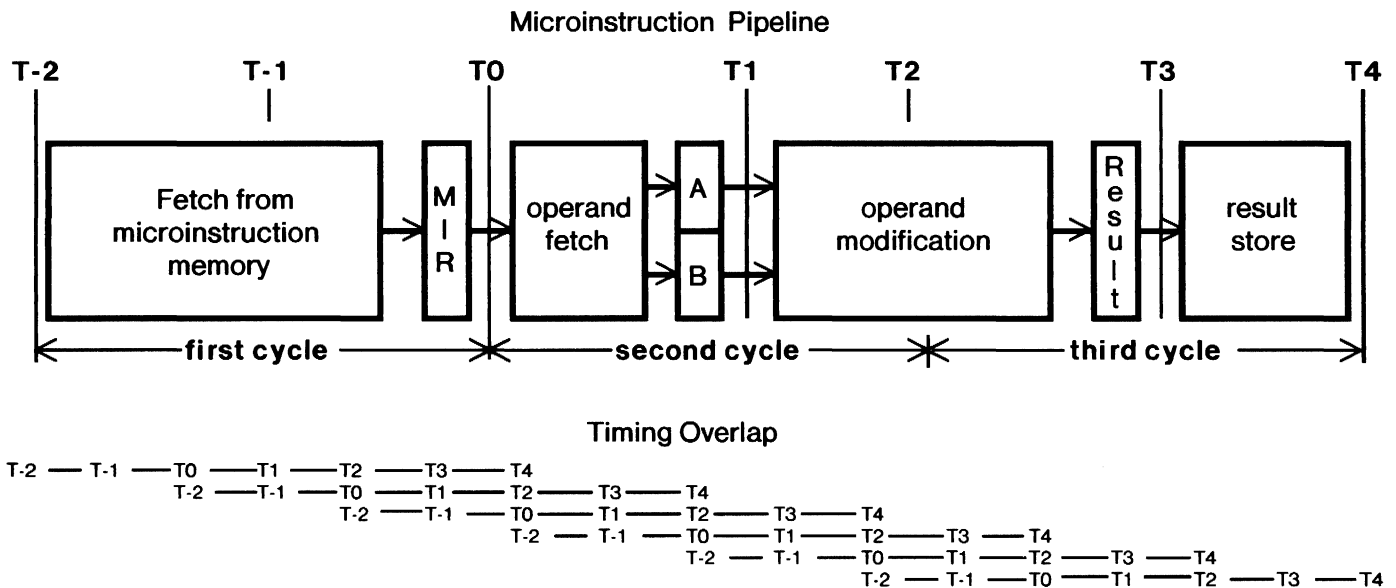 Microinstruction Pipeline
T-2 T-1 T0 T1 T2 T3 T4
Fetch from
microinstruction
memory
MIR
operand
fetch
A
B
operand
modification
Result
result
store
first cycle second cycle third cycle
Timing Overlap
T-2 T-1 T0 T1 T2 T3 T4
T-2 T-1 T0 T1 T2 T3 T4
T-2 T-1 T0 T1 T2 T3 T4
T-2 T-1 T0 T1 T2 T3 T4
T-2 T-1 T0 T1 T2 T3 T4
T-2 T-1 T0 T1 T2 T3 T4